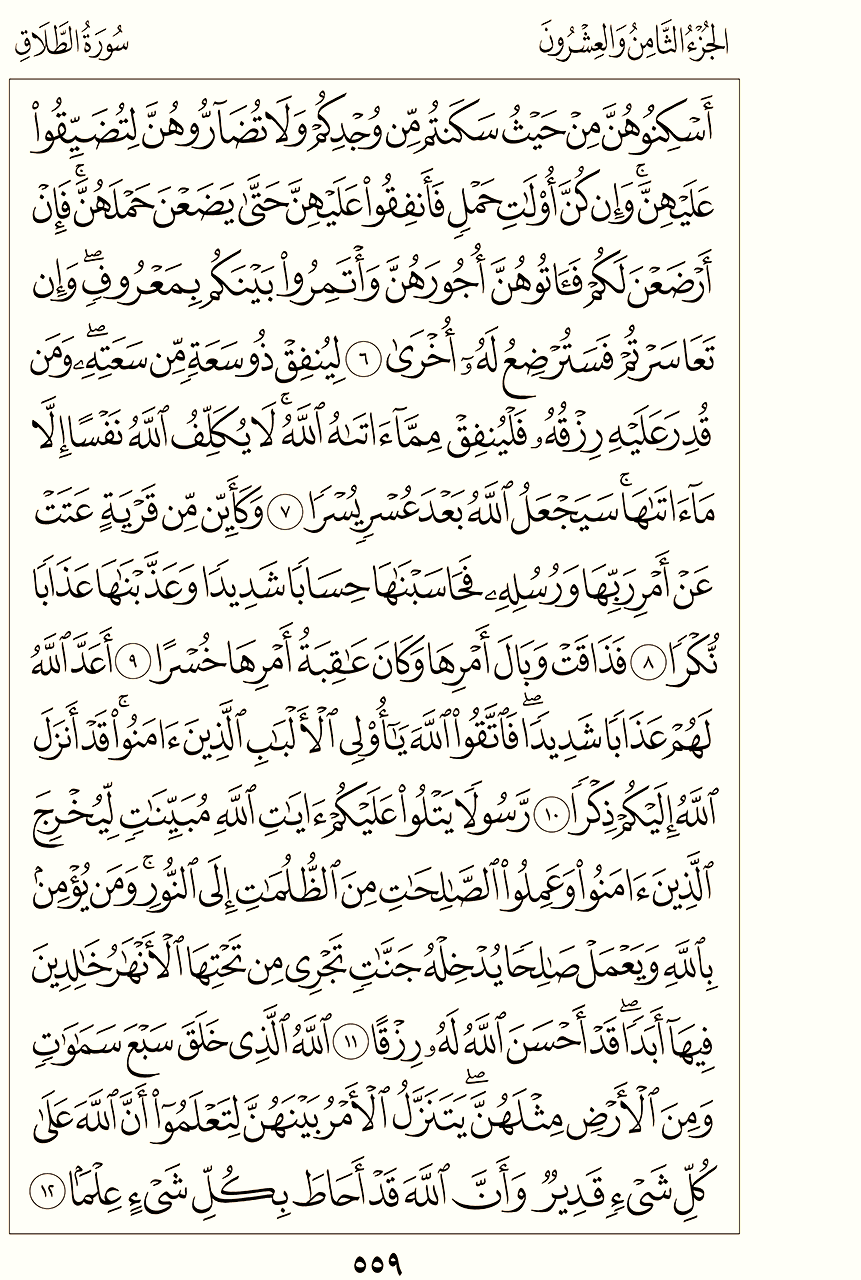 الجُزْءُ الثَّامِنُ وَالعِشْرُونَ
سُورَةُ الطَّلَاقِ
أَسْكِنُوهُنَّ مِنْ حَيْثُ سَكَنتُم مِّن وُجْدِكُمْ وَلَا تُضَآرُّوهُنَّ لِتُضَيِّقُوا۟
عَلَيْهِنَّ ۚ وَإِن كُنَّ أُو۟لَٰتِ حَمْلٍ فَأَنفِقُوا۟ عَلَيْهِنَّ حَتَّىٰ يَضَعْنَ حَمْلَهُنَّ ۚ فَإِنْ
أَرْضَعْنَ لَكُمْ فَـَٔاتُوهُنَّ أُجُورَهُنَّ وَأْتَمِرُوا۟ بَيْنَكُم بِمَعْرُوفٍ ۖ وَإِن
تَعَاسَرْتُمْ فَسَتُرْضِعُ لَهُۥٓ أُخْرَىٰ ٦ لِيُنفِقْ ذُو سَعَةٍ مِّن سَعَتِهِۦ ۖ وَمَن
قُدِرَ عَلَيْهِ رِزْقُهُۥ فَلْيُنفِقْ مِمَّآ ءَاتَىٰهُ ٱللَّهُ ۚ لَا يُكَلِّفُ ٱللَّهُ نَفْسًا إِلَّا
مَآ ءَاتَىٰهَا ۚ سَيَجْعَلُ ٱللَّهُ بَعْدَ عُسْرٍ يُسْرًا ٧ وَكَأَيِّن مِّن قَرْيَةٍ عَتَتْ
عَنْ أَمْرِ رَبِّهَا وَرُسُلِهِۦ فَحَاسَبْنَٰهَا حِسَابًا شَدِيدًا وَعَذَّبْنَٰهَا عَذَابًا
نُّكْرًا ٨ فَذَاقَتْ وَبَالَ أَمْرِهَا وَكَانَ عَٰقِبَةُ أَمْرِهَا خُسْرًا ٩ أَعَدَّ ٱللَّهُ
لَهُمْ عَذَابًا شَدِيدًا ۖ فَٱتَّقُوا۟ ٱللَّهَ يَٰٓأُو۟لِى ٱلْأَلْبَٰبِ ٱلَّذِينَ ءَامَنُوا۟ ۚ قَدْ أَنزَلَ
ٱللَّهُ إِلَيْكُمْ ذِكْرًا ١٠ رَّسُولًا يَتْلُوا۟ عَلَيْكُمْ ءَايَٰتِ ٱللَّهِ مُبَيِّنَٰتٍ لِّيُخْرِجَ
ٱلَّذِينَ ءَامَنُوا۟ وَعَمِلُوا۟ ٱلصَّٰلِحَٰتِ مِنَ ٱلظُّلُمَٰتِ إِلَى ٱلنُّورِ ۚ وَمَن يُؤْمِنۢ
بِٱللَّهِ وَيَعْمَلْ صَٰلِحًا يُدْخِلْهُ جَنَّٰتٍ تَجْرِى مِن تَحْتِهَا ٱلْأَنْهَٰرُ خَٰلِدِينَ
فِيهَآ أَبَدًا ۖ قَدْ أَحْسَنَ ٱللَّهُ لَهُۥ رِزْقًا ١١ ٱللَّهُ ٱلَّذِى خَلَقَ سَبْعَ سَمَٰوَٰتٍ
وَمِنَ ٱلْأَرْضِ مِثْلَهُنَّ ۖ يَتَنَزَّلُ ٱلْأَمْرُ بَيْنَهُنَّ لِتَعْلَمُوٓا۟ أَنَّ ٱللَّهَ عَلَىٰ
كُلِّ شَىْءٍ قَدِيرٌ وَأَنَّ ٱللَّهَ قَدْ أَحَاطَ بِكُلِّ شَىْءٍ عِلْمًۢا ١٢
٥٥٩